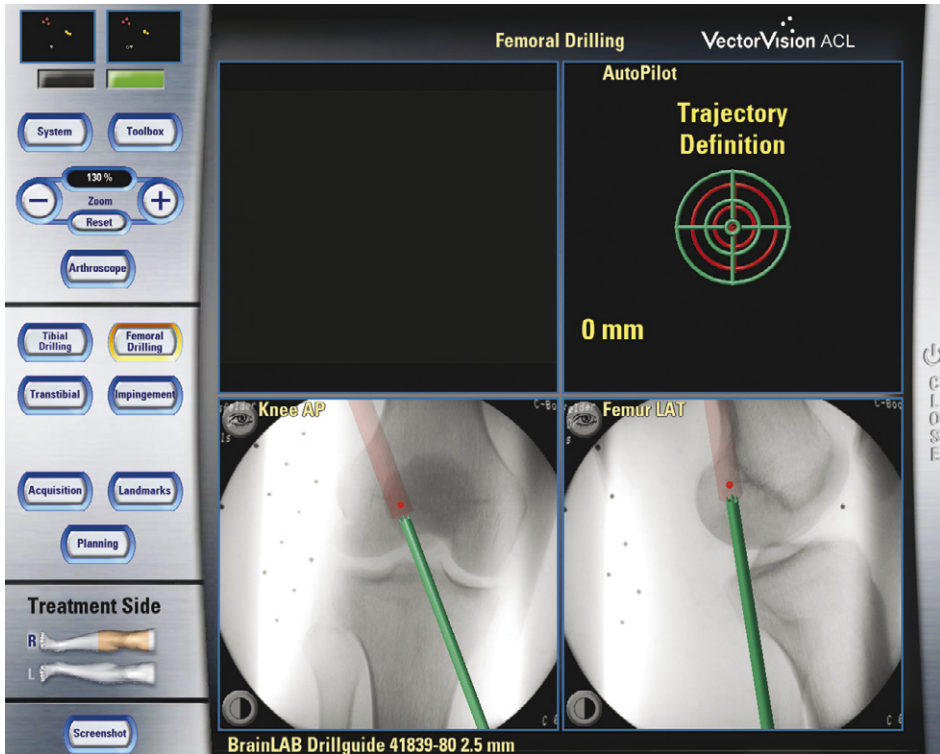 Femoral Drilling
VectorVision ACL
System
Toolbox
130 %
Zoom
Reset
Arthroscope
Tibial
Drilling
Femoral
Drilling
Transtibial
Impingement
Acquisition
Landmarks
Planning
Treatment Side
R
L
Screenshot
AutoPilot
Trajectory
Definition
0 mm
Knee AP
Femur LAT
CLOSE
BrainLAB Drillguide 41839-80 2.5 mm